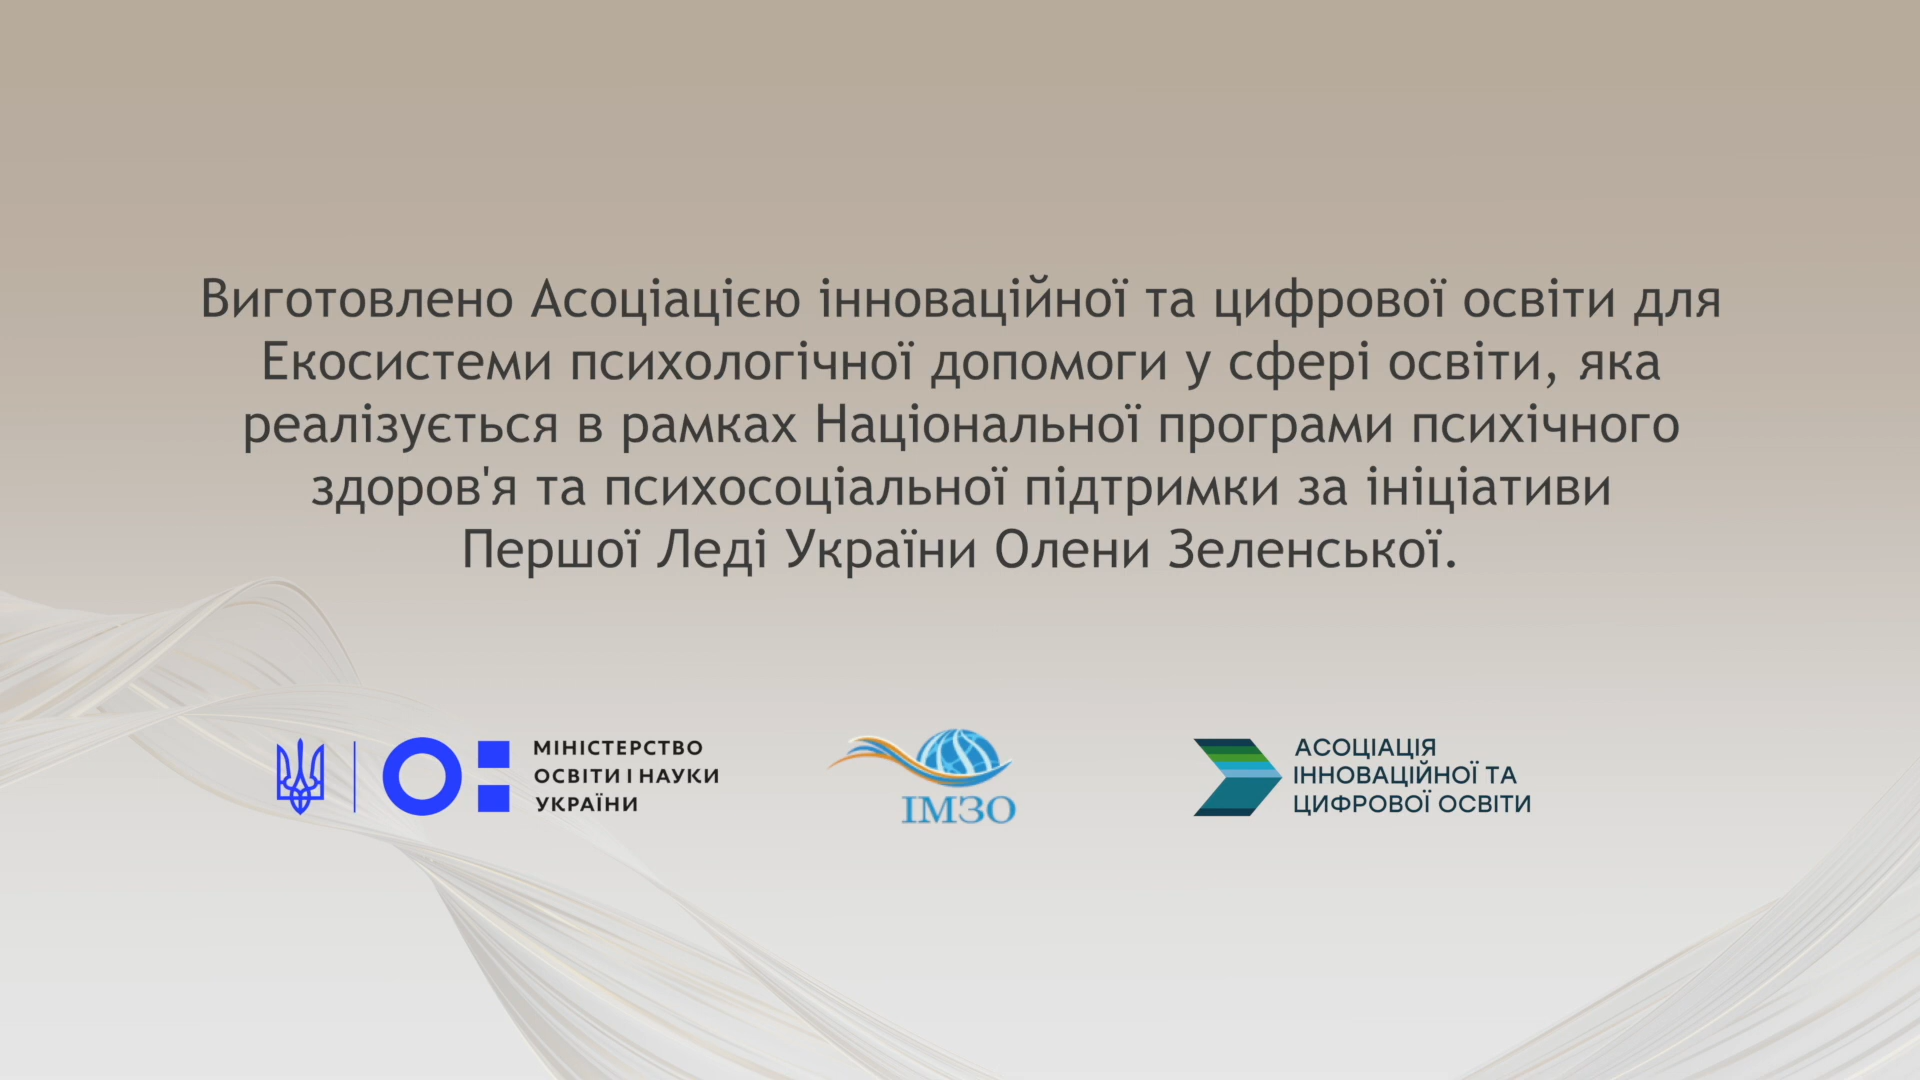 Виготовлено Асоціацією інноваційної та цифрової освіти для
Екосистеми психологічної допомоги у сфері освіти, яка
реалізується в рамках Національної програми психічного
здоров'я та психосоціальної підтримки за ініціативи
Першої Леді України Олени Зеленської.
МІНІСТЕРСТВО
ОСВІТИ І НАУКИ
УКРАЇНИ
ІМЗО
АСОЦІАЦІЯ
ІННОВАЦІЙНОЇ ТА
ЦИФРОВОЇ ОСВІТИ